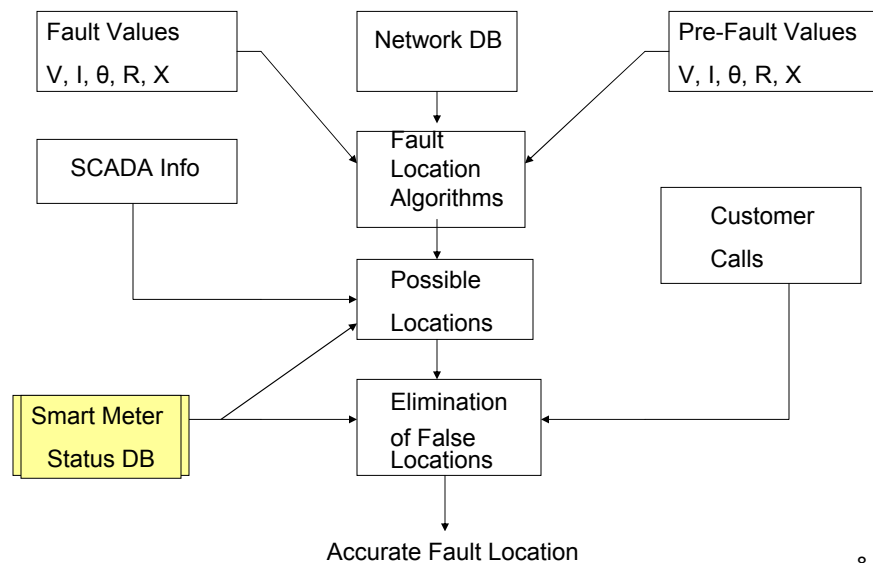 Fault Values
V, I, θ, R, X
Network DB
Pre-Fault Values
V, I, θ, R, X
SCADA Info
Fault
Location
Algorithms
Customer
Calls
Possible
Locations
Smart Meter
Status DB
Elimination
of False
Locations
Accurate Fault Location
8